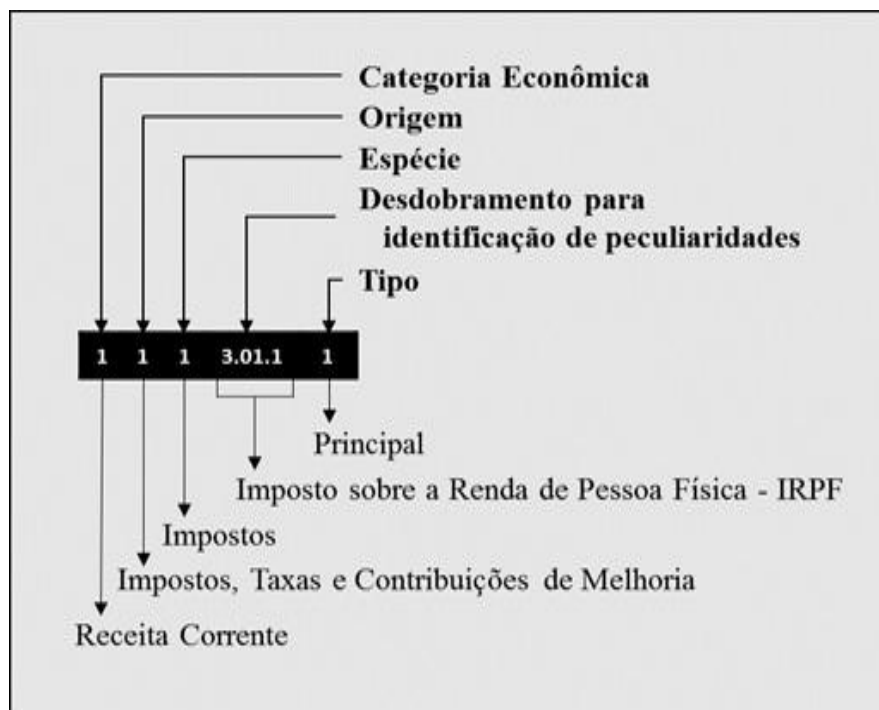 Categoria Econômica
Origem
Espécie
Desdobramento para
identificação de peculiaridades
Tipo
1 1 1 3.01.1 1
Principal
Imposto sobre a Renda de Pessoa Física - IRPF
Impostos
Impostos, Taxas e Contribuições de Melhoria
Receita Corrente